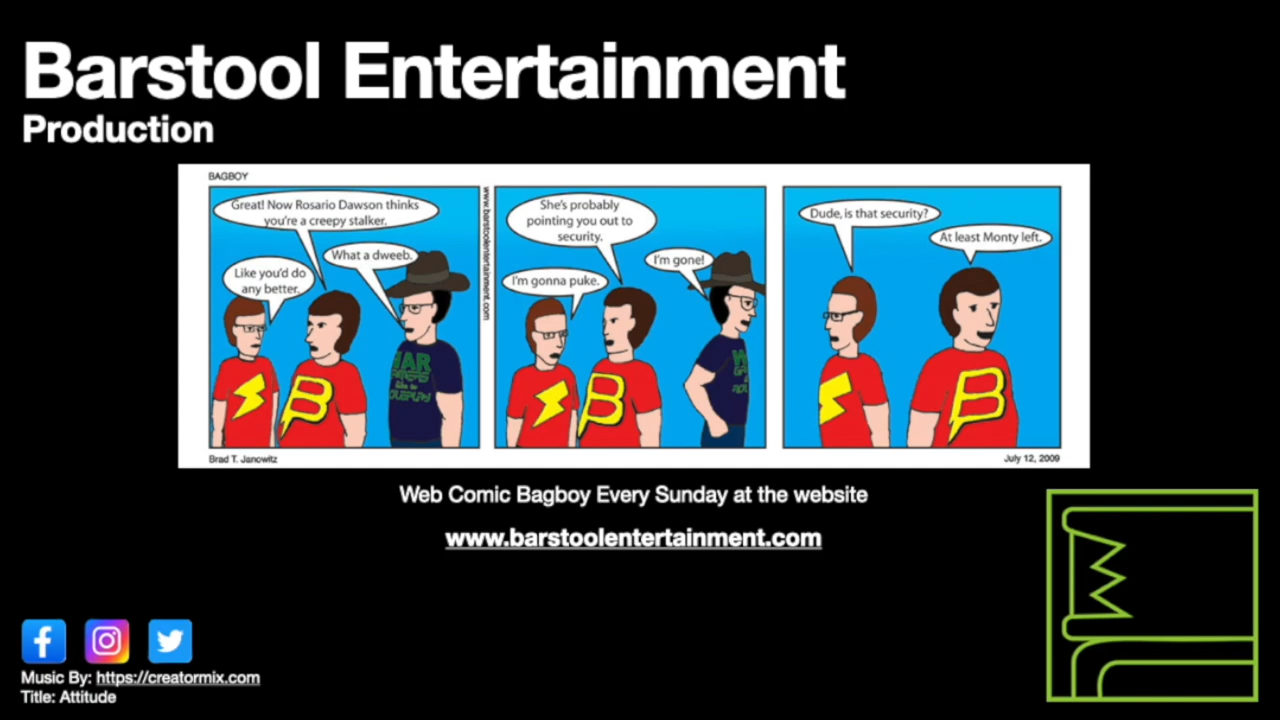 Barstool Entertainment
Production
BAGBOY
Great! Now Rosario Dawson thinks
you're a creepy stalker.
What a dweeb.
Like you'd do
any better.
www.barstoolentertainment.com
She's probably
pointing you out to
security.
I'm gone!
I'm gonna puke.
Dude, is that security?
At least Monty left.
Brad T. Janowitz
July 12, 2009
Web Comic Bagboy Every Sunday at the website
www.barstoolentertainment.com
Music By: https://creatormix.com
Title: Attitude